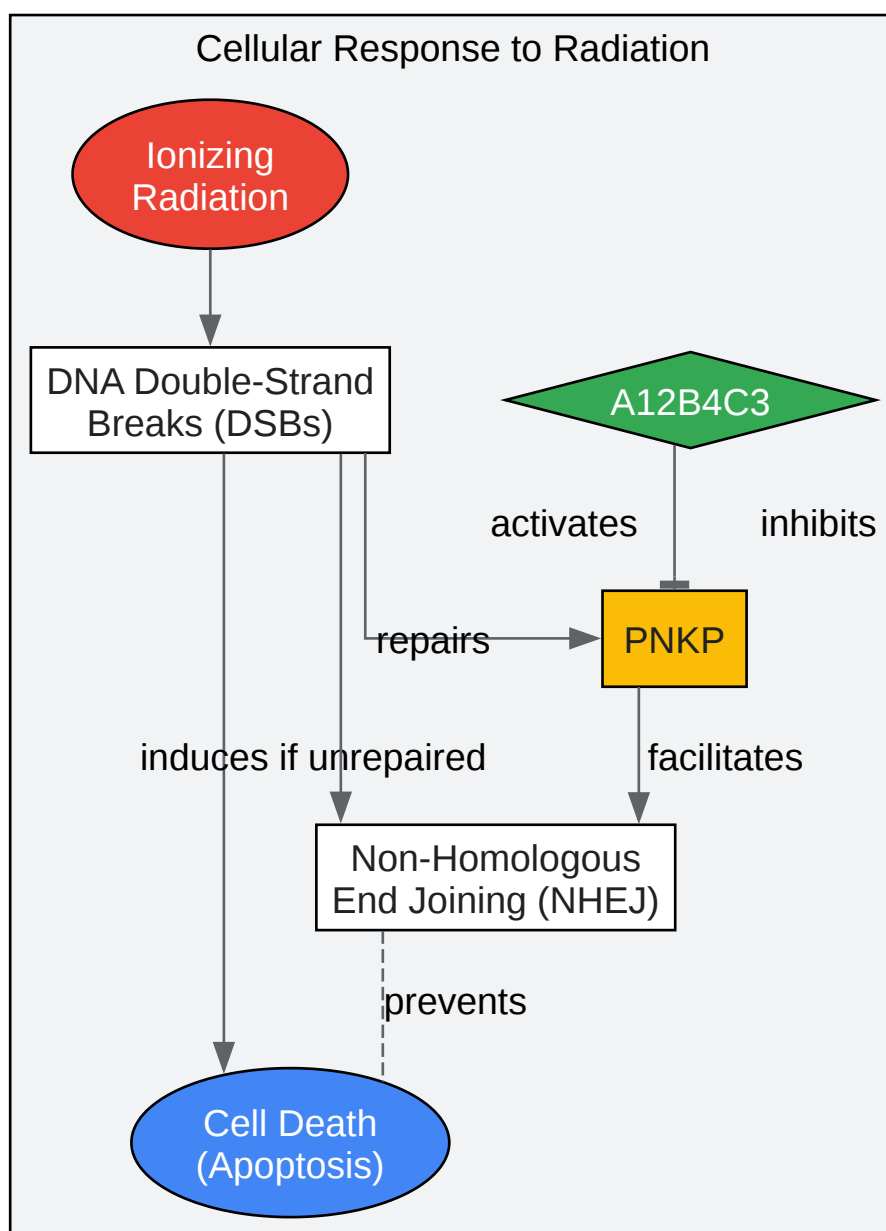 Cellular Response to Radiation
Ionizing
Radiation
DNA Double-Strand
Breaks (DSBs)
A12B4C3
activates
inhibits
repairs
PNKP
induces if unrepaired
facilitates
Non-Homologous
End Joining (NHEJ)
prevents
Cell Death
(Apoptosis)